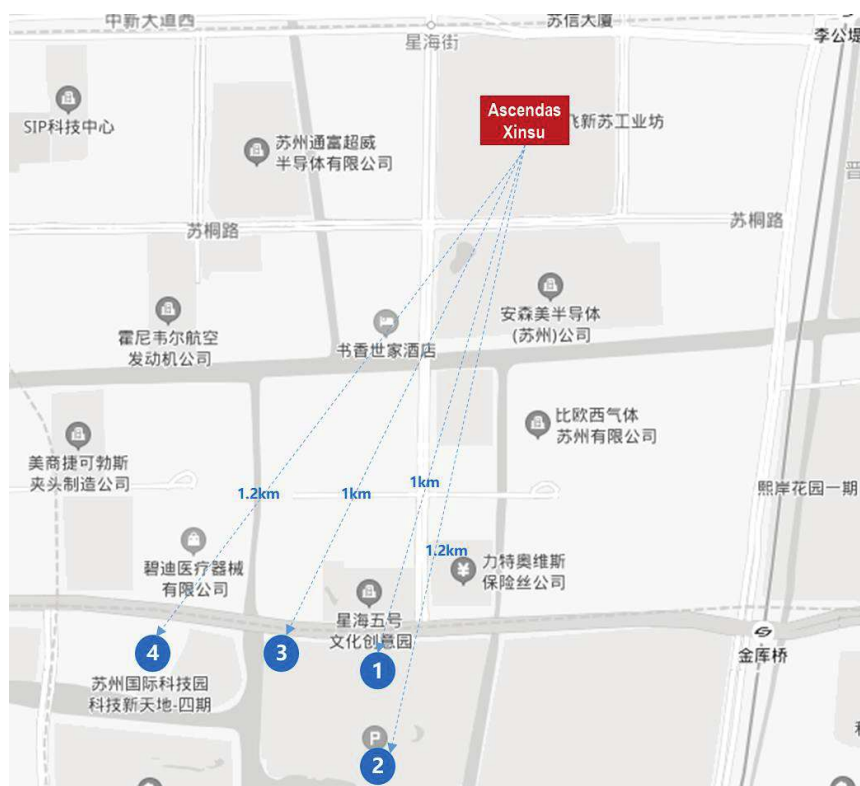 中新大道西
苏信大厦
星海街
李公堤
SIP科技中心
Ascendas
Xinsu
飞新苏工业坊
苏州通富超威
半导体有限公司
苏桐路
苏桐路
霍尼韦尔航空
发动机公司
书香世家酒店
安森美半导体
(苏州)公司
美商捷可勃斯
夹头制造公司
比欧西气体
苏州有限公司
1.2km
1km
1km
熙岸花园一期
1.2km
碧迪医疗器械
有限公司
力特奥维斯
保险丝公司
星海五号
文化创意园
4
3
1
金库桥
苏州国际科技园
科技新天地-四期
P
2